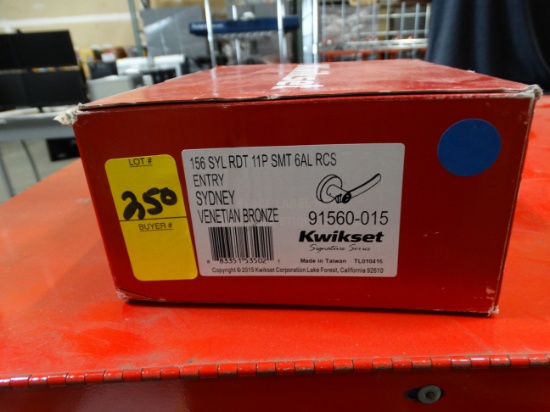 LOT #
250
BUYER #
156 SYL RDT 11P SMT 6AL RCS
ENTRY
SYDNEY
VENETIAN BRONZE
91560-015
Kwikset
Signature Series
Made in Taiwan TL010415
Copyright © 2015 Kwikset Corporation Lake Forest, California 92610